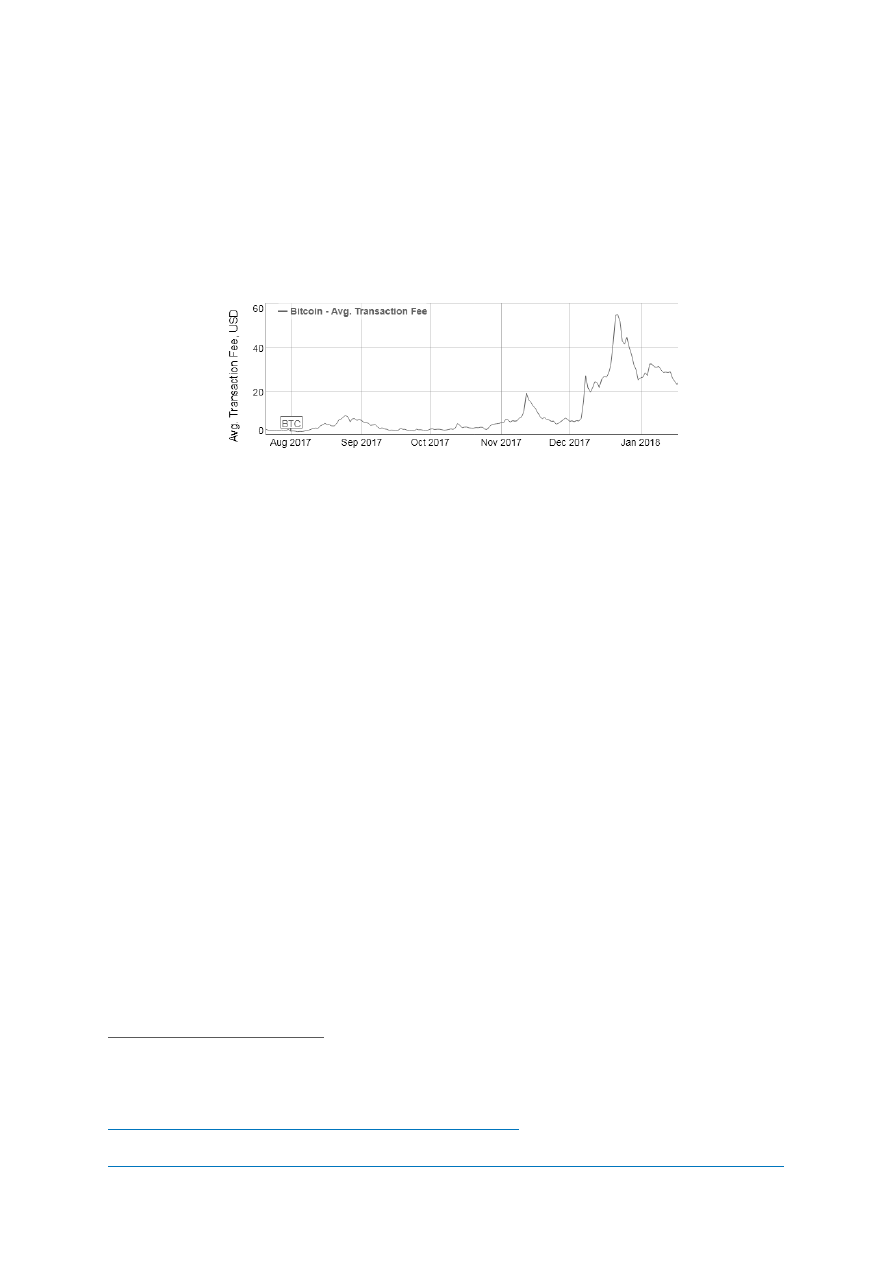 Bitcoin - Avg. Transaction Fee
Avg. Transaction Fee, USD
60
40
20
0
BTC
Aug 2017 Sep 2017 Oct 2017 Nov 2017 Dec 2017 Jan 2018